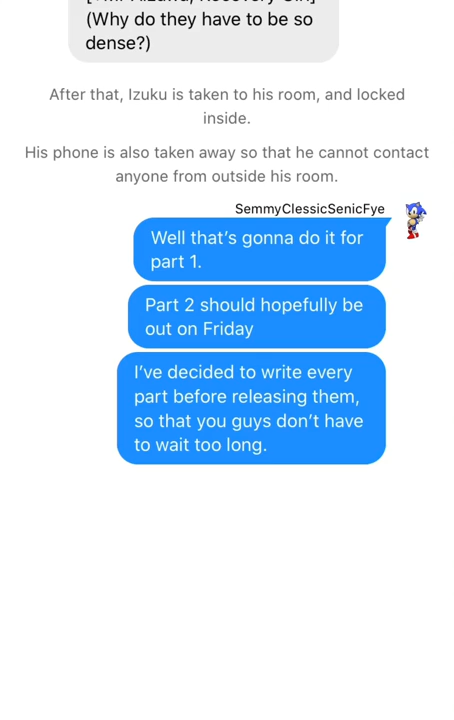 (Why do they have to be so
dense?)
After that, Izuku is taken to his room, and locked
inside.
His phone is also taken away so that he cannot contact
anyone from outside his room.
SemmyClessicSenicFye
Well that's gonna do it for
part 1.
Part 2 should hopefully be
out on Friday
I've decided to write every
part before releasing them,
so that you guys don't have
to wait too long.